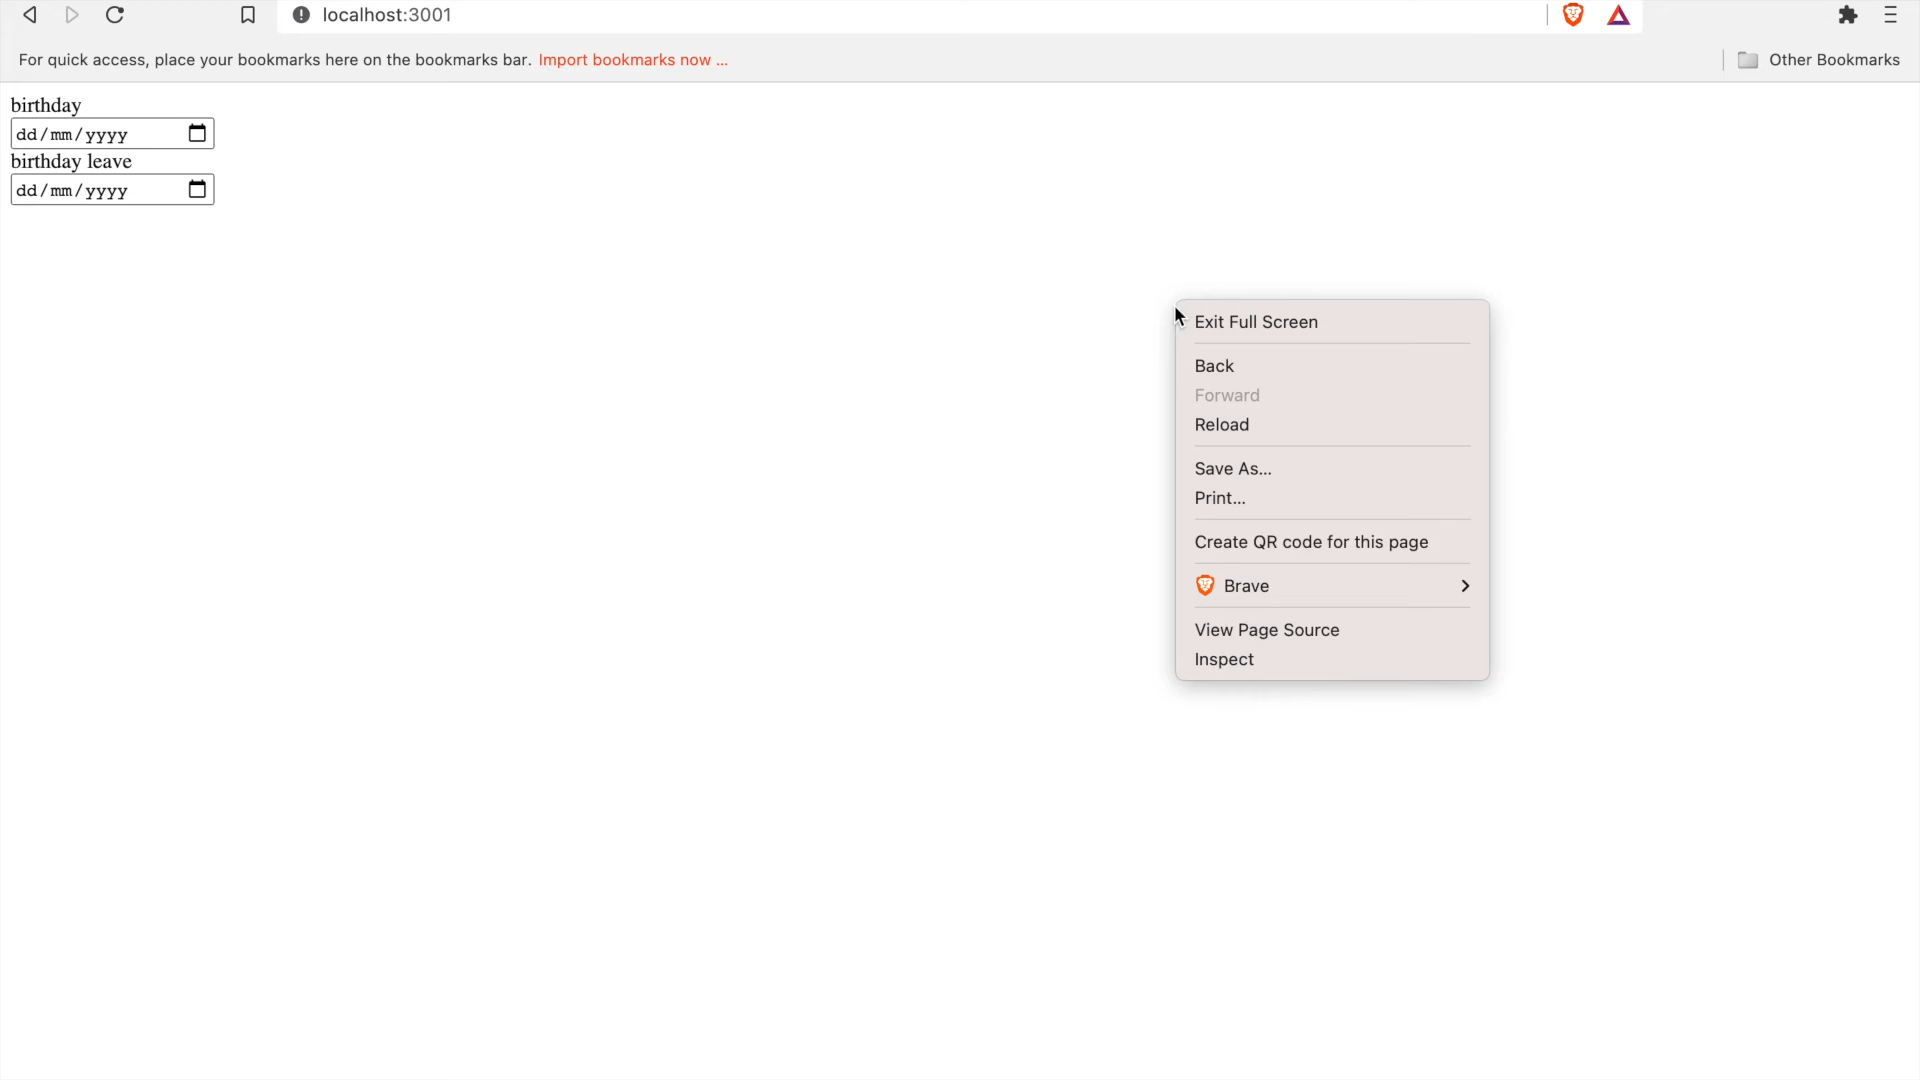 localhost:3001
For quick access, place your bookmarks here on the bookmarks bar. Import bookmarks now ...
Other Bookmarks
birthday
dd/mm/yyyy
birthday leave
dd/mm/yyyy
Exit Full Screen
Back
Forward
Reload
Save As...
Print...
Create QR code for this page
Brave
View Page Source
Inspect